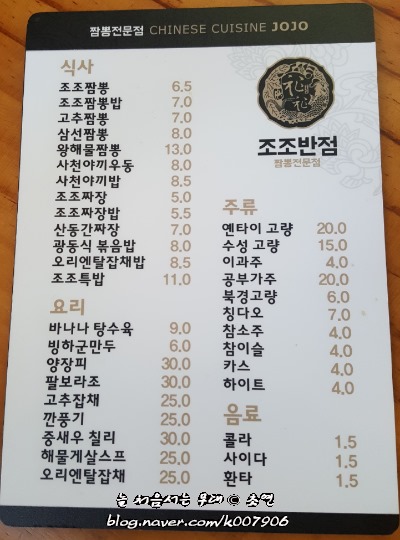 짬뽕전문점 CHINESE CUISINE JOJO
식사
조조짬뽕 6.5
조조짬뽕밥 7.0
고추짬뽕 7.0
삼선짬뽕 8.0
왕해물짬뽕 13.0
사천야끼우동 8.0
사천야끼밥 8.5
조조짜장 5.0
조조짜장밥 5.5
산동간짜장 7.0
광동식 볶음밥 8.0
오리엔탈잡채밥 8.5
조조특밥 11.0
요리
바나나 탕수육 9.0
빙하군만두 6.0
양장피 30.0
팔보라조 30.0
고추잡채 25.0
깐풍기 25.0
중새우 칠리 30.0
해물게살스프 25.0
오리엔탈잡채 25.0
조조반점
짬뽕전문점
주류
옌타이 고량 20.0
수성 고량 15.0
이과주 4.0
공부가주 20.0
북경고량 6.0
칭다오 7.0
참소주 4.0
참이슬 4.0
카스 4.0
하이트 4.0
음료
콜라 1.5
사이다 1.5
환타 1.5
blog.naver.com/k007906